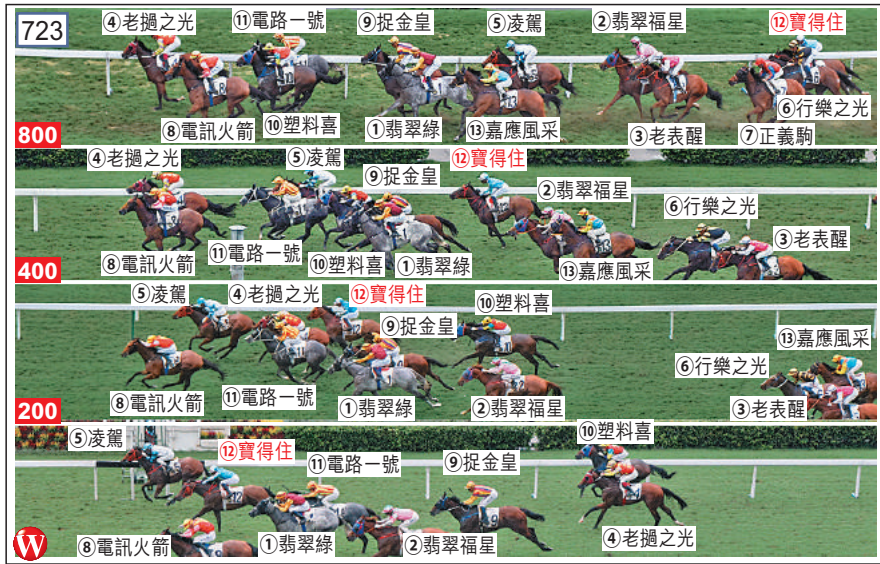 723
④老撾之光 ⑪電路一號 ⑨捉金皇 ⑤凌駕 ②翡翠福星 ⑫寶得住
⑧電訊火箭 ⑩塑料喜 ①翡翠綠 ⑬嘉應風采 ③老表醒 ⑦正義駒 ⑥行樂之光
800
④老撾之光 ⑤凌駕 ⑨捉金皇 ⑫寶得住 ②翡翠福星 ⑥行樂之光 ③老表醒
⑧電訊火箭 ⑪電路一號 ⑩塑料喜 ①翡翠綠 ⑬嘉應風采
400
⑤凌駕 ④老撾之光 ⑫寶得住 ⑨捉金皇 ⑩塑料喜 ⑬嘉應風采
⑧電訊火箭 ⑪電路一號 ①翡翠綠 ②翡翠福星 ⑥行樂之光 ③老表醒
200
⑤凌駕 ⑫寶得住 ⑪電路一號 ⑨捉金皇 ⑩塑料喜
⑧電訊火箭 ①翡翠綠 ②翡翠福星 ④老撾之光
W